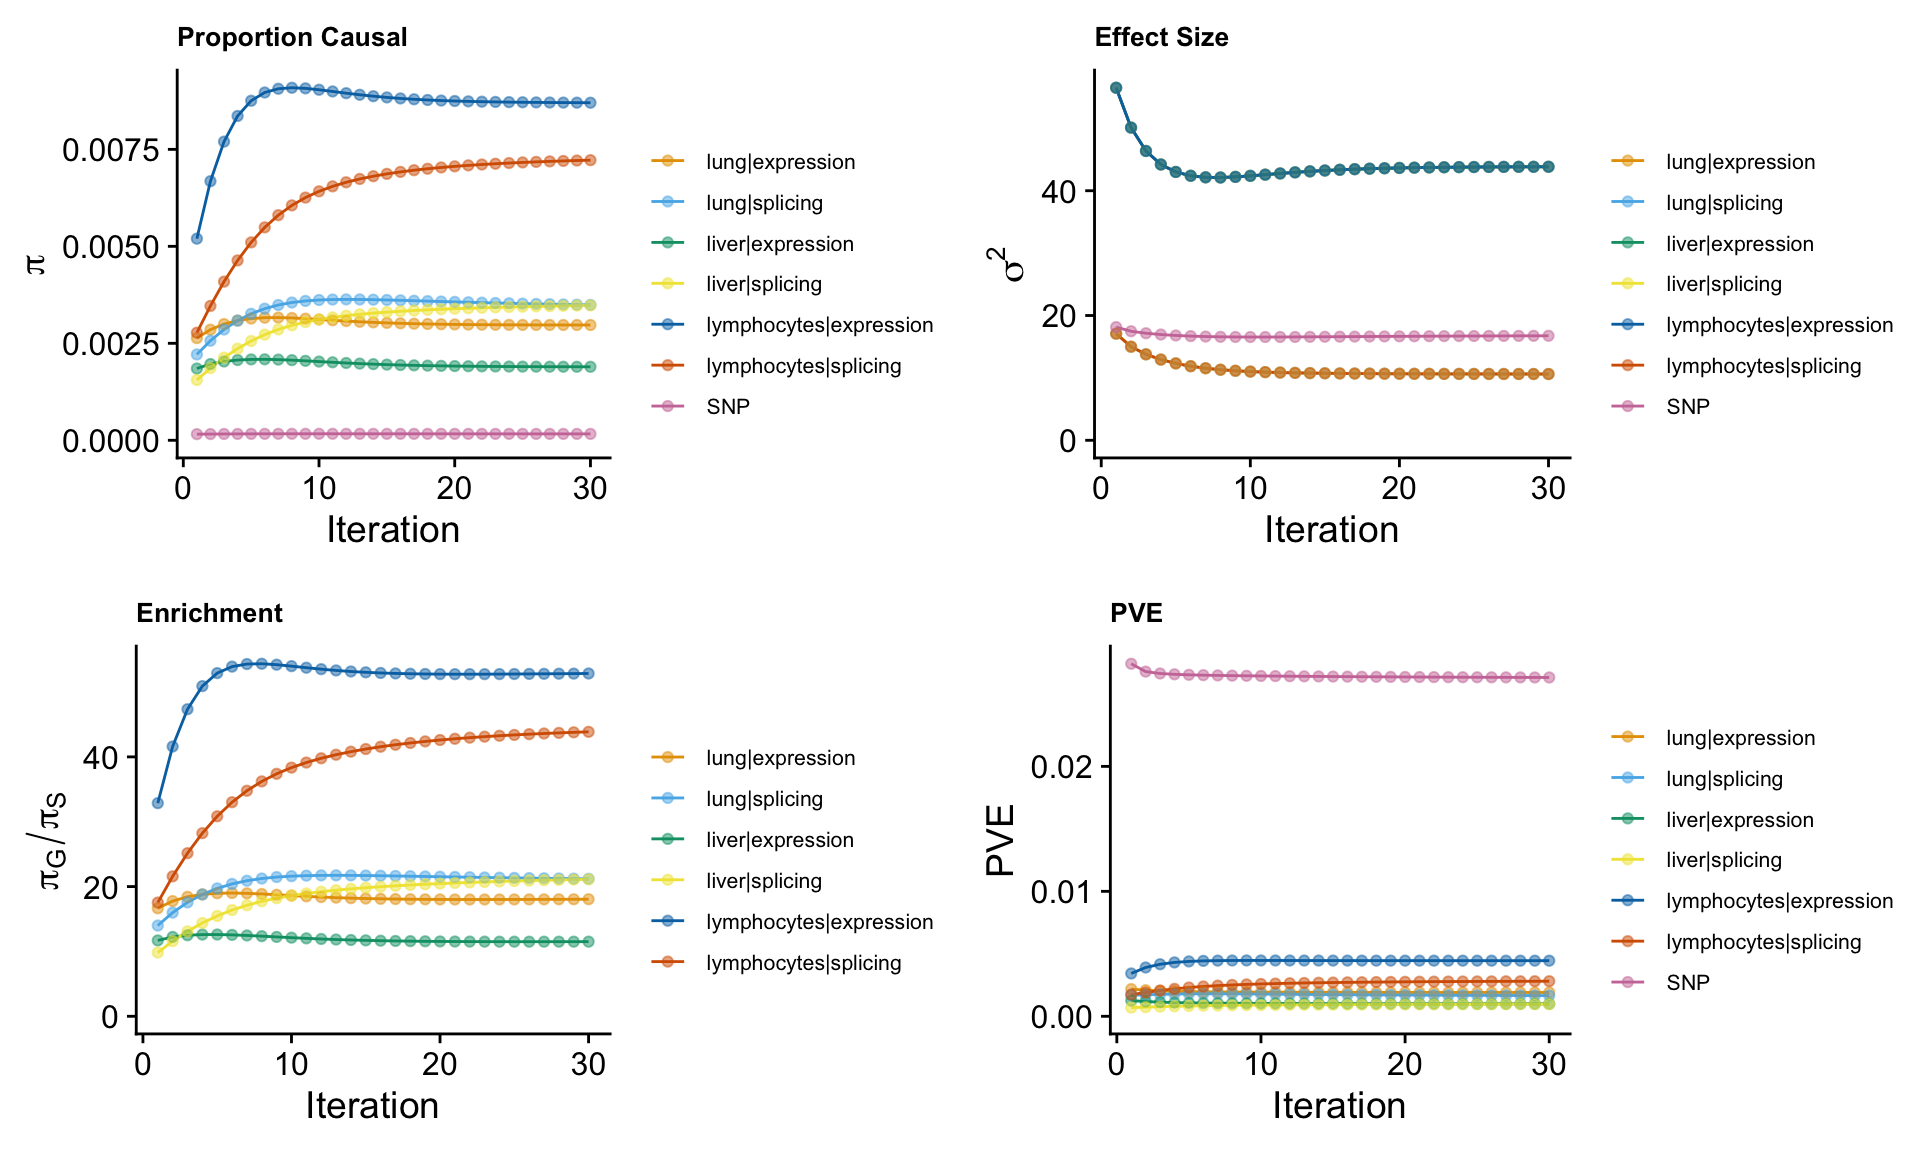 Proportion Causal
π
0.0075
0.0050
0.0025
0.0000
0 10 20 30
Iteration
lung|expression
lung|splicing
liver|expression
liver|splicing
lymphocytes|expression
lymphocytes|splicing
SNP
Effect Size
σ²
40
20
0
0 10 20 30
Iteration
lung|expression
lung|splicing
liver|expression
liver|splicing
lymphocytes|expression
lymphocytes|splicing
SNP
Enrichment
πG/πS
40
20
0
0 10 20 30
Iteration
lung|expression
lung|splicing
liver|expression
liver|splicing
lymphocytes|expression
lymphocytes|splicing
PVE
PVE
0.02
0.01
0.00
0 10 20 30
Iteration
lung|expression
lung|splicing
liver|expression
liver|splicing
lymphocytes|expression
lymphocytes|splicing
SNP